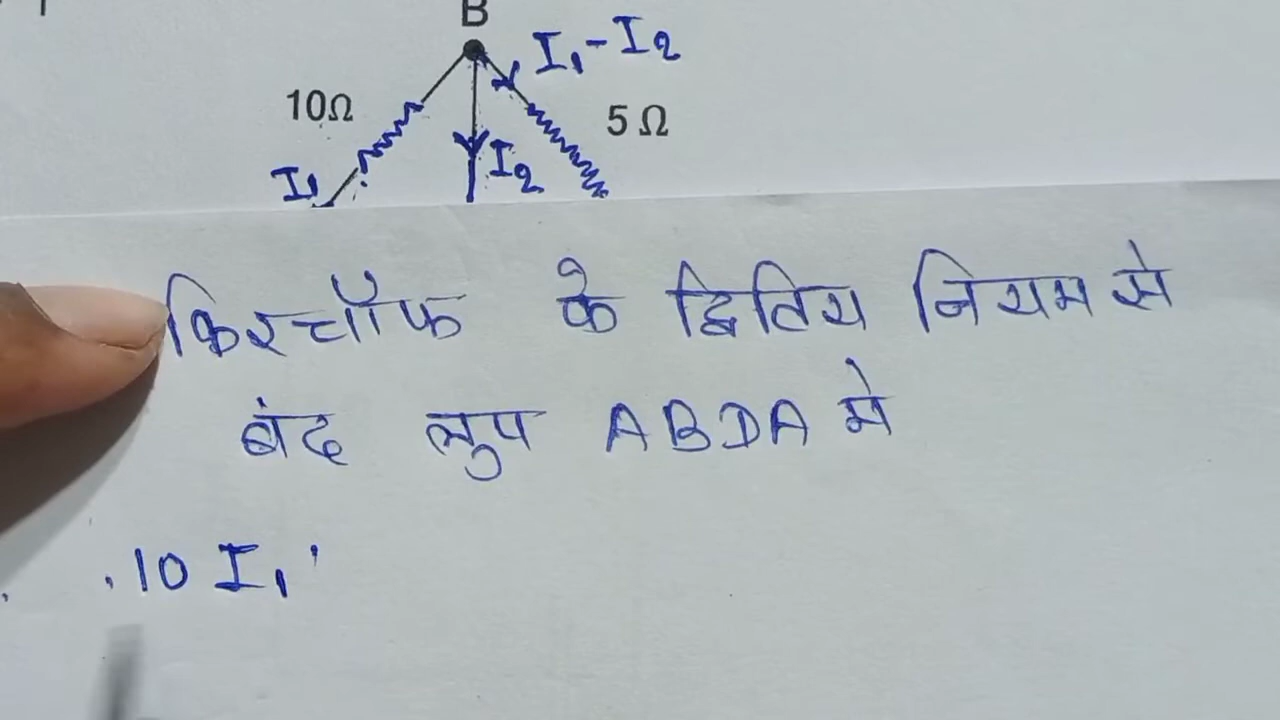 B
I₁-I₂
10Ω
5Ω
I₁
I₂
किरचॉफ के द्वितिय नियम से
बंद लुप ABDA मे
10 I₁